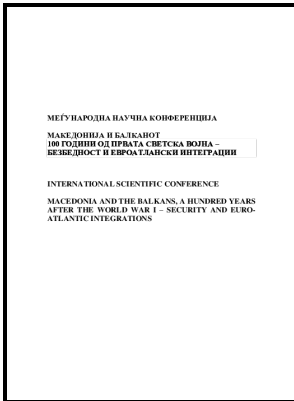 МЕЃУНАРОДНА НАУЧНА КОНФЕРЕНЦИЈА
МАКЕДОНИЈА И БАЛКАНОТ
100 ГОДИНИ ОД ПРВАТА СВЕТСКА ВОЈНА –
БЕЗБЕДНОСТ И ЕВРОАТЛАНСКИ ИНТЕГРАЦИИ
INTERNATIONAL SCIENTIFIC CONFERENCE
MACEDONIA AND THE BALKANS, A HUNDRED YEARS
AFTER THE WORLD WAR I – SECURITY AND EURO-
ATLANTIC INTEGRATIONS